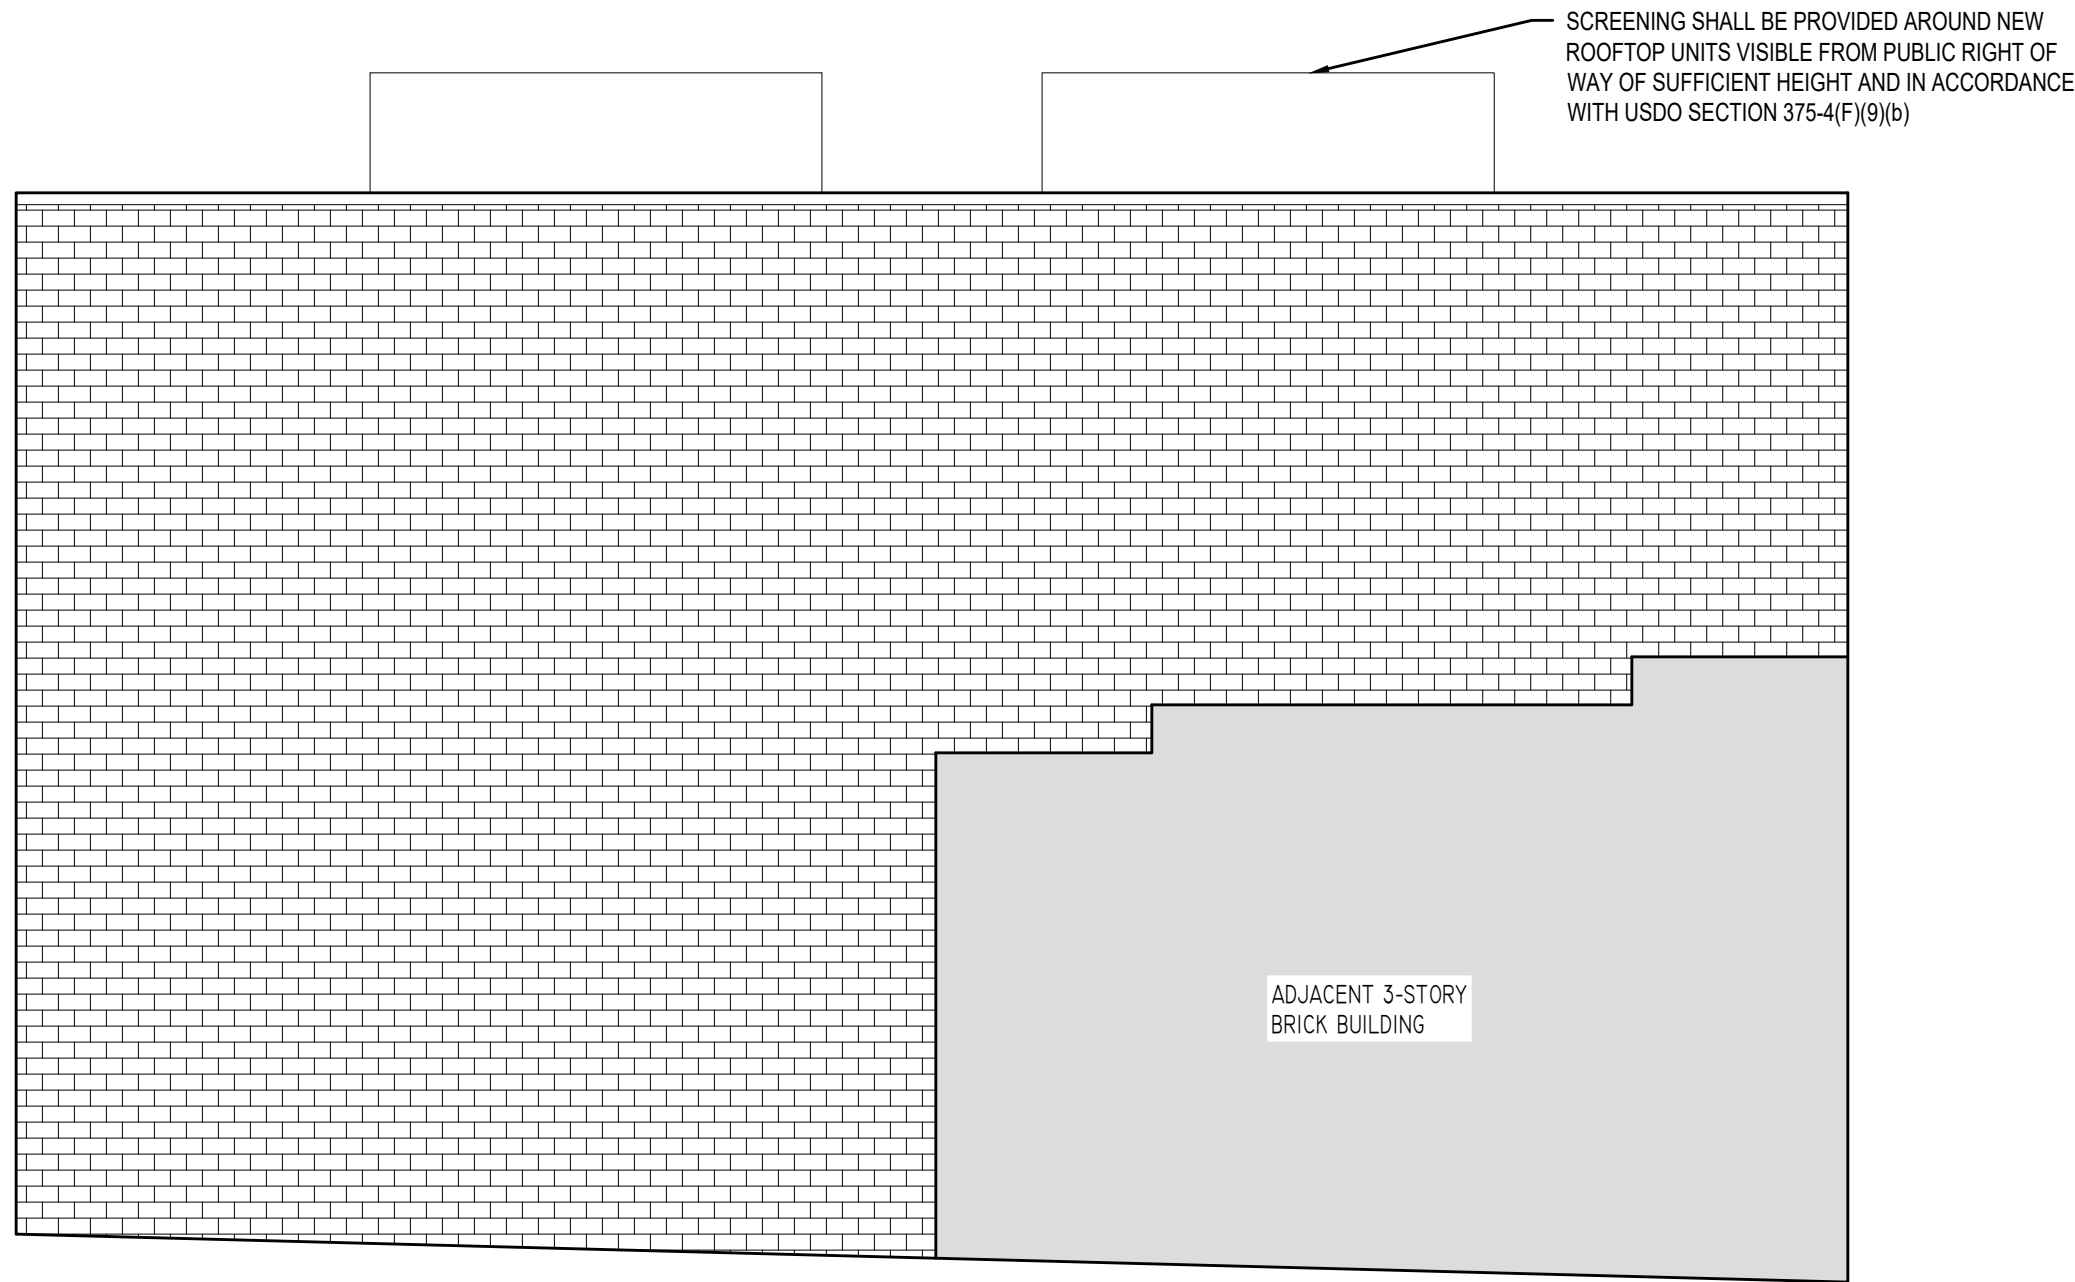 SCREENING SHALL BE PROVIDED AROUND NEW
ROOFTOP UNITS VISIBLE FROM PUBLIC RIGHT OF
WAY OF SUFFICIENT HEIGHT AND IN ACCORDANCE
WITH USDO SECTION 375-4(F)(9)(b)
ADJACENT 3-STORY
BRICK BUILDING